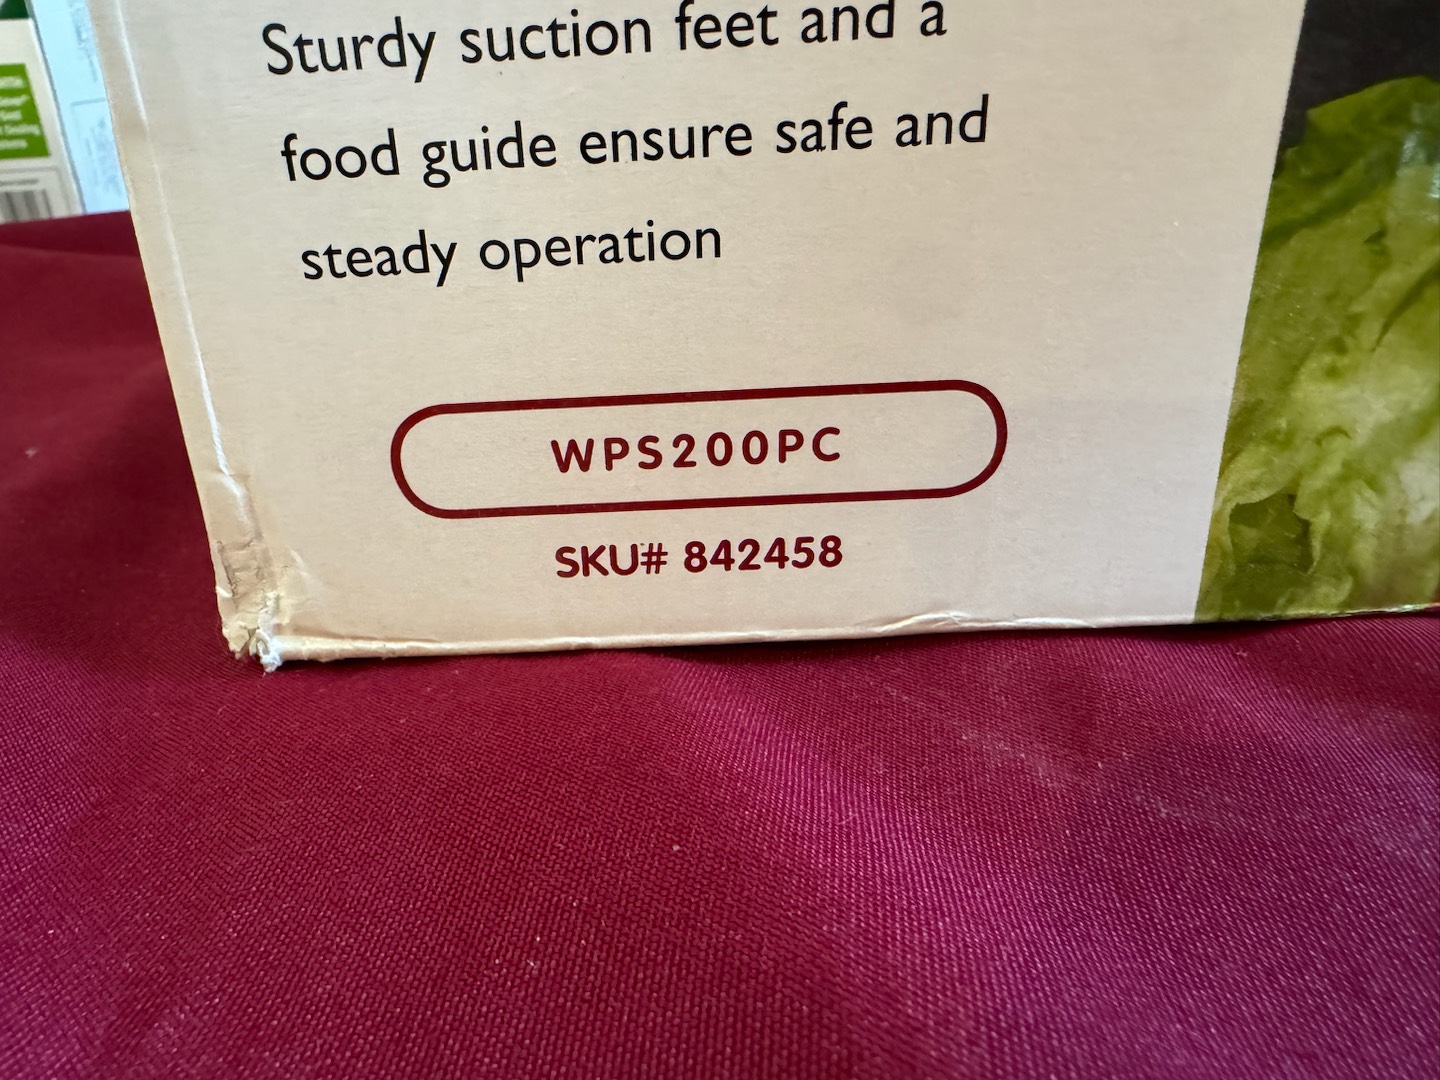 Sturdy suction feet and a
food guide ensure safe and
steady operation
WPS200PC
SKU# 842458